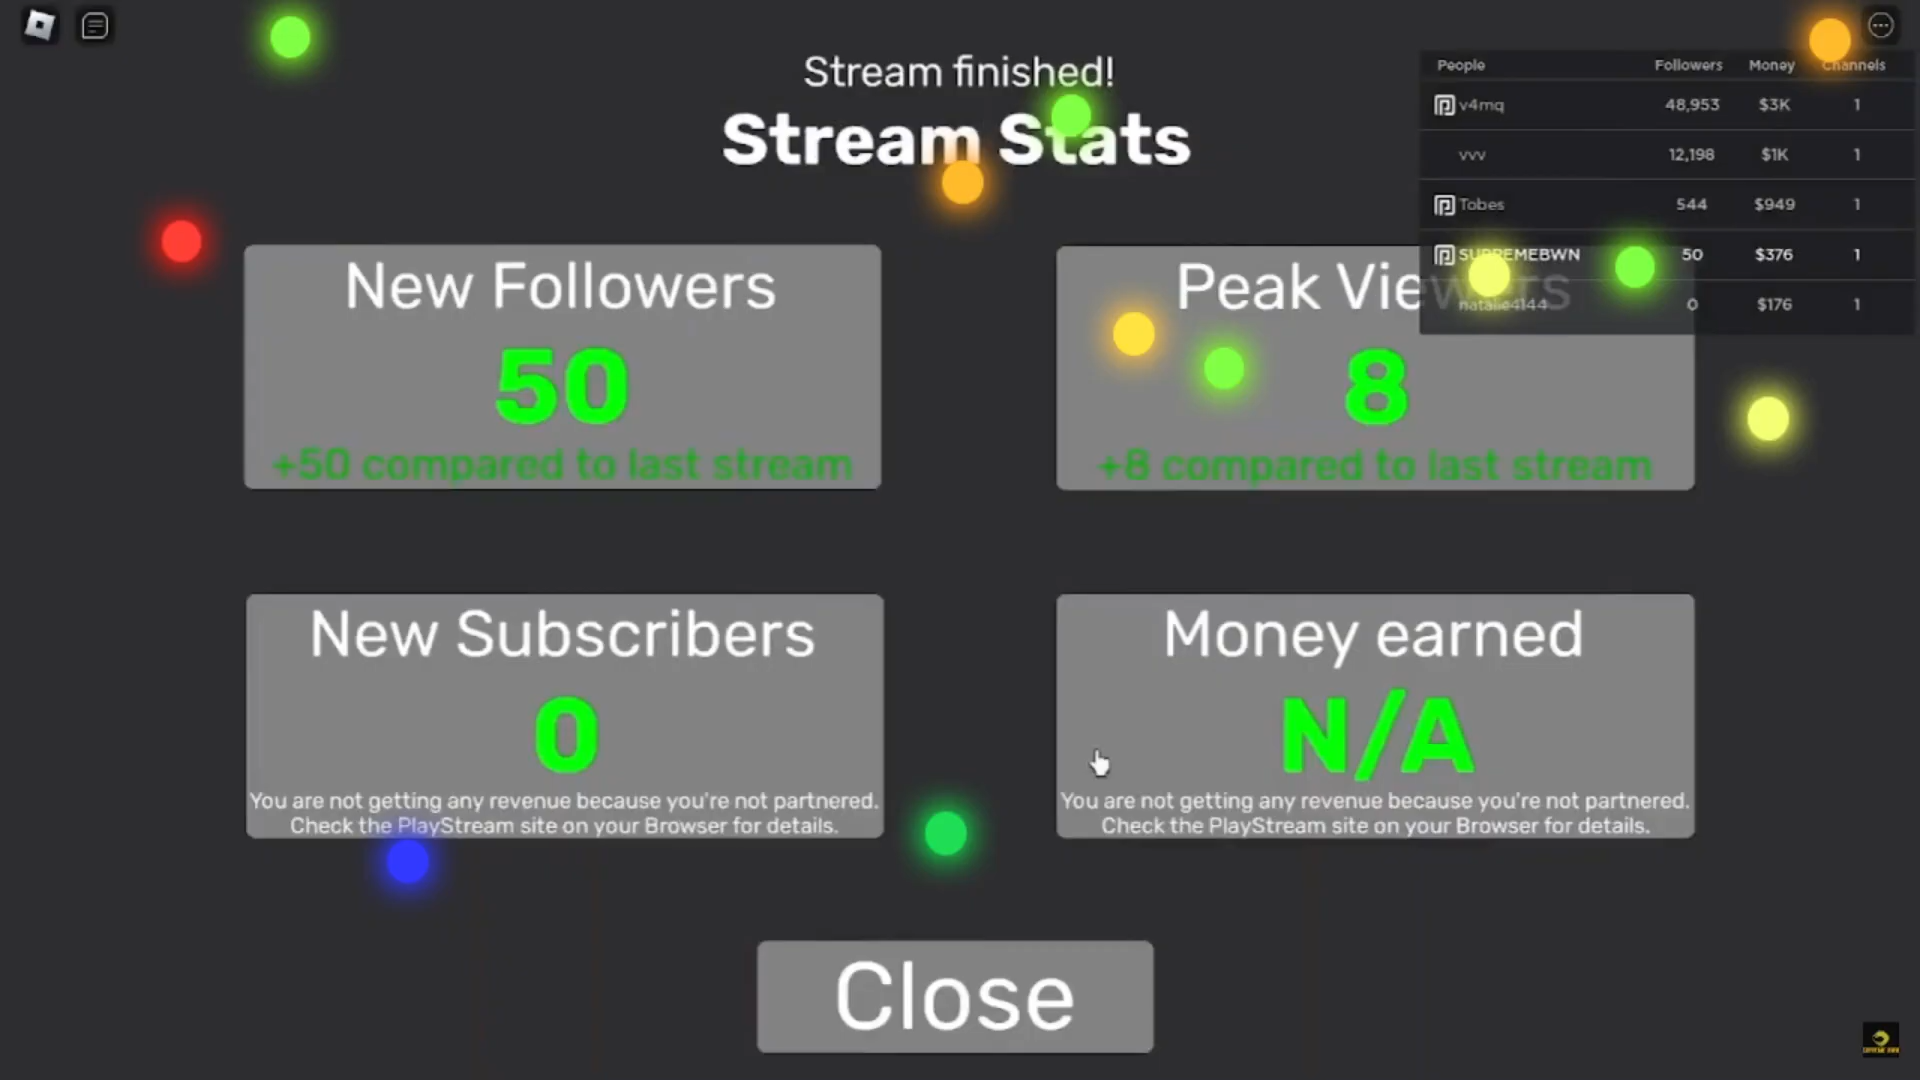 Stream finished!
Stream Stats
People Followers Money Channels
v4mq 48,953 $3K 1
vvv 12,198 $1K 1
Tobes 544 $949 1
SUPREMEBWN 50 $376 1
natalie4144 0 $176 1
New Followers
50
+50 compared to last stream
Peak Viewers
8
+8 compared to last stream
New Subscribers
0
You are not getting any revenue because you're not partnered.
Check the PlayStream site on your Browser for details.
Money earned
N/A
You are not getting any revenue because you're not partnered.
Check the PlayStream site on your Browser for details.
Close